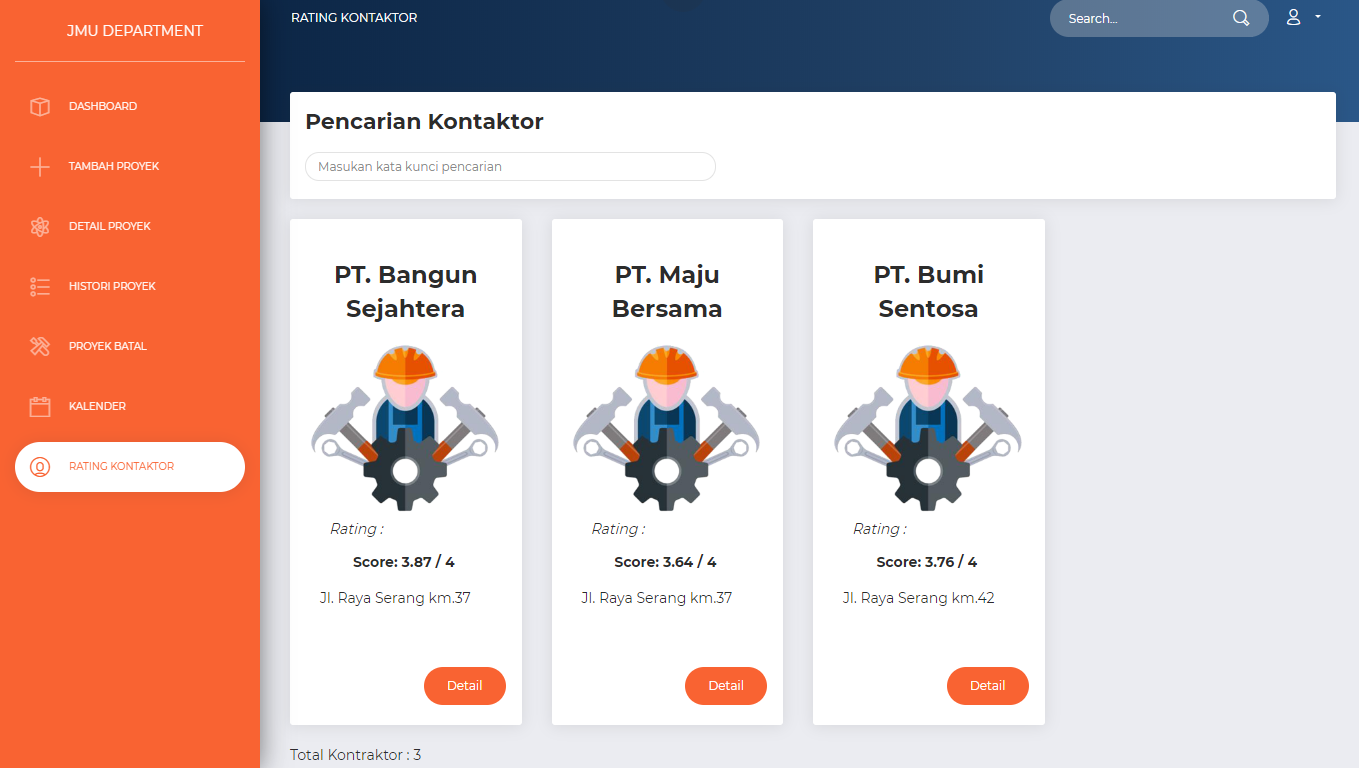 JMU DEPARTMENT
DASHBOARD
TAMBAH PROYEK
DETAIL PROYEK
HISTORI PROYEK
PROYEK BATAL
KALENDER
RATING KONTAKTOR
RATING KONTAKTOR
Search...
Pencarian Kontaktor
Masukan kata kunci pencarian
PT. Bangun
Sejahtera
Rating :
Score: 3.87 / 4
Jl. Raya Serang km.37
Detail
PT. Maju
Bersama
Rating :
Score: 3.64 / 4
Jl. Raya Serang km.37
Detail
PT. Bumi
Sentosa
Rating :
Score: 3.76 / 4
Jl. Raya Serang km.42
Detail
Total Kontraktor : 3